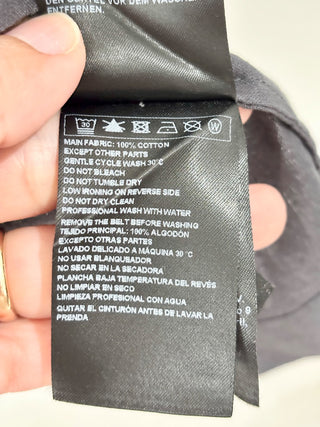 DEN GÜRTEL VOR DEM WASCHEN
ENTFERNEN.
30 W
MAIN FABRIC: 100% COTTON
EXCEPT OTHER PARTS
GENTLE CYCLE WASH 30°C
DO NOT BLEACH
DO NOT TUMBLE DRY
LOW IRONING ON REVERSE SIDE
DO NOT DRY CLEAN
PROFESSIONAL WASH WITH WATER
REMOVE THE BELT BEFORE WASHING
TEJIDO PRINCIPAL: 100% ALGODÓN
EXCEPTO OTRAS PARTES
LAVADO DELICADO A MÁQUINA 30 °C
NO USAR BLANQUEADOR
NO SECAR EN LA SECADORA
PLANCHA BAJA TEMPERATURA DEL REVÉS
NO LIMPIAR EN SECO
LIMPIEZA PROFESIONAL CON AGUA
QUITAR EL CINTURÓN ANTES DE LAVAR LA
PRENDA